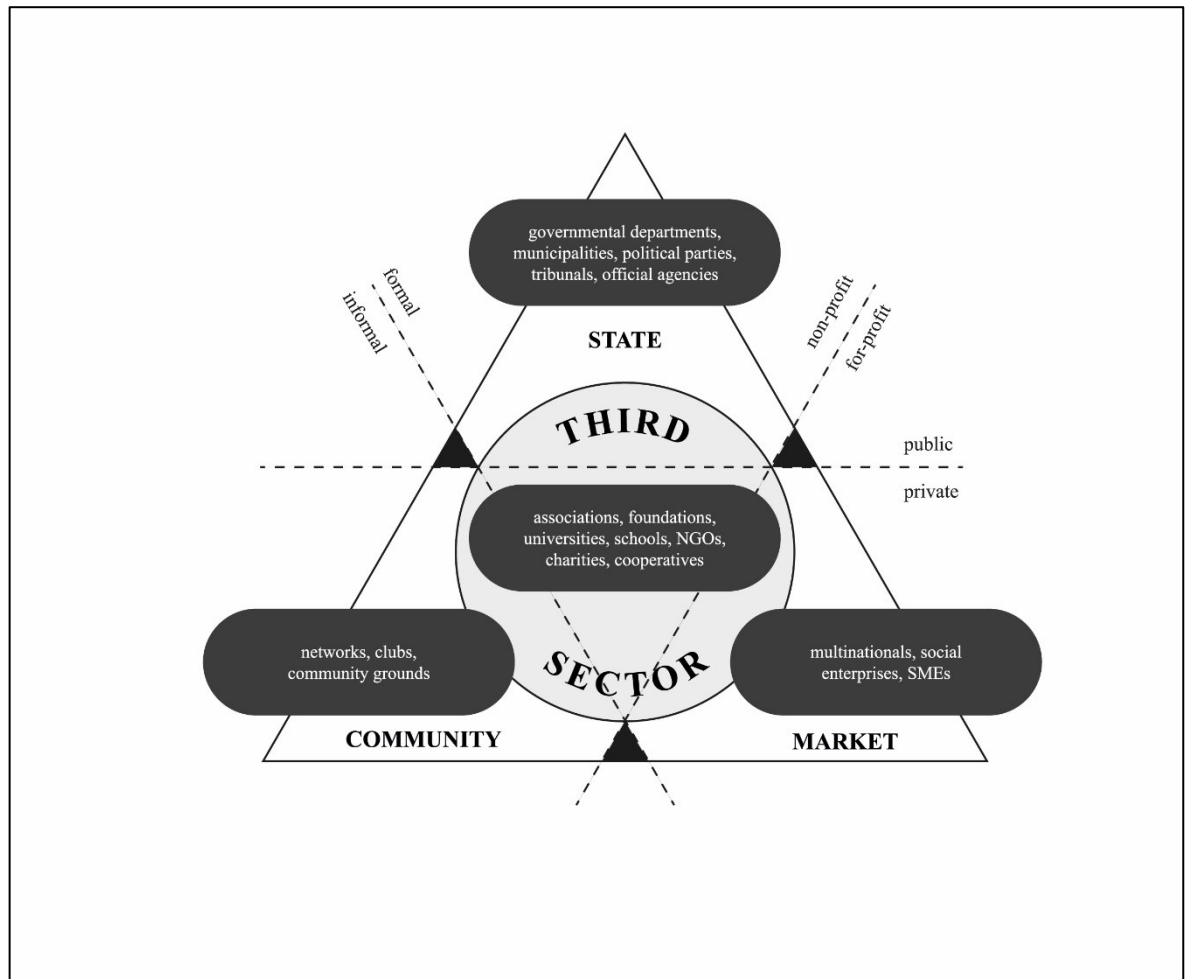 governmental departments,
municipalities, political parties,
tribunals, official agencies
formal
informal
non-profit
for-profit
STATE
THIRD
public
private
associations, foundations,
universities, schools, NGOs,
charities, cooperatives
networks, clubs,
community grounds
multinationals, social
enterprises, SMEs
SECTOR
COMMUNITY
MARKET